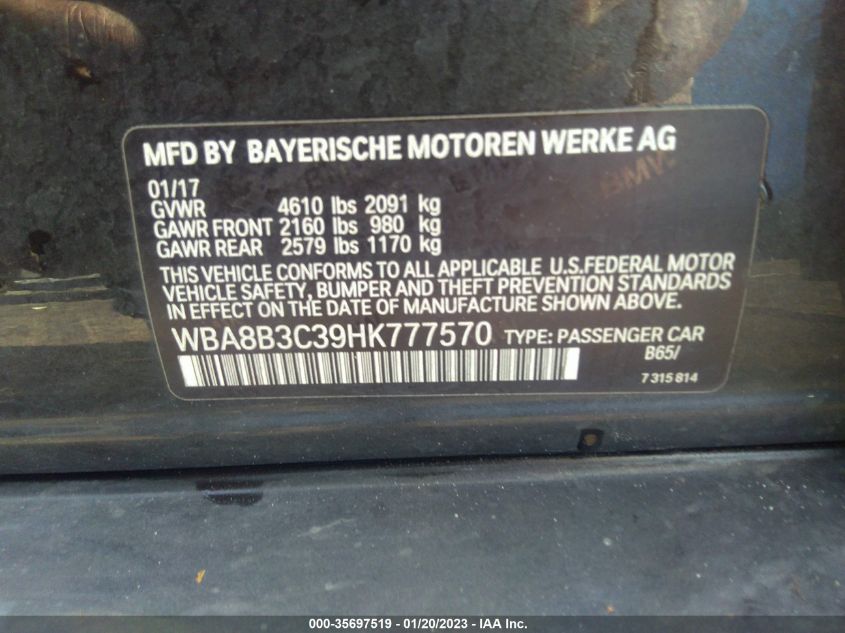 MFD BY BAYERISCHE MOTOREN WERKE AG
01/17
GVWR 4610 lbs 2091 kg
GAWR FRONT 2160 lbs 980 kg
GAWR REAR 2579 lbs 1170 kg
THIS VEHICLE CONFORMS TO ALL APPLICABLE U.S.FEDERAL MOTOR
VEHICLE SAFETY, BUMPER AND THEFT PREVENTION STANDARDS
IN EFFECT ON THE DATE OF MANUFACTURE SHOWN ABOVE.
WBA8B3C39HK777570 TYPE: PASSENGER CAR
B65/
7 315 814
BMW
000-35697519 - 01/20/2023 - IAA Inc.